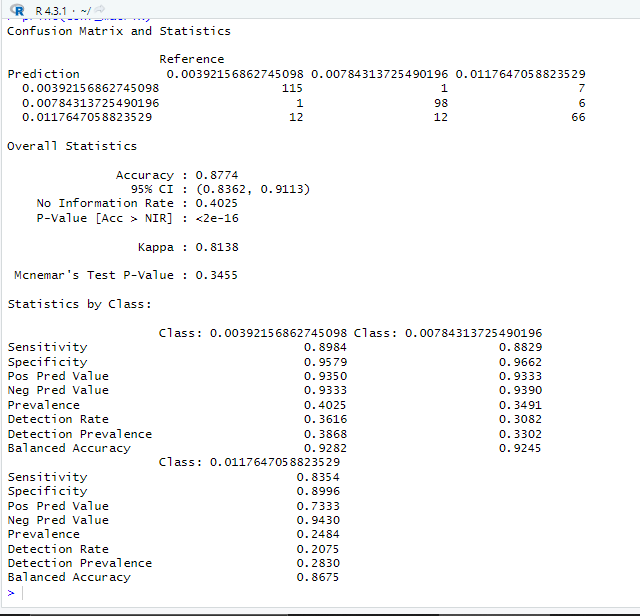 R 4.3.1 · ~/
Confusion Matrix and Statistics
Reference
Prediction 0.00392156862745098 0.00784313725490196 0.0117647058823529
0.00392156862745098 115 1 7
0.00784313725490196 1 98 6
0.0117647058823529 12 12 66
Overall Statistics
Accuracy : 0.8774
95% CI : (0.8362, 0.9113)
No Information Rate : 0.4025
P-Value [Acc > NIR] : <2e-16
Kappa : 0.8138
Mcnemar's Test P-Value : 0.3455
Statistics by Class:
Class: 0.00392156862745098 Class: 0.00784313725490196
Sensitivity 0.8984 0.8829
Specificity 0.9579 0.9662
Pos Pred Value 0.9350 0.9333
Neg Pred Value 0.9333 0.9390
Prevalence 0.4025 0.3491
Detection Rate 0.3616 0.3082
Detection Prevalence 0.3868 0.3302
Balanced Accuracy 0.9282 0.9245
Class: 0.0117647058823529
Sensitivity 0.8354
Specificity 0.8996
Pos Pred Value 0.7333
Neg Pred Value 0.9430
Prevalence 0.2484
Detection Rate 0.2075
Detection Prevalence 0.2830
Balanced Accuracy 0.8675
>